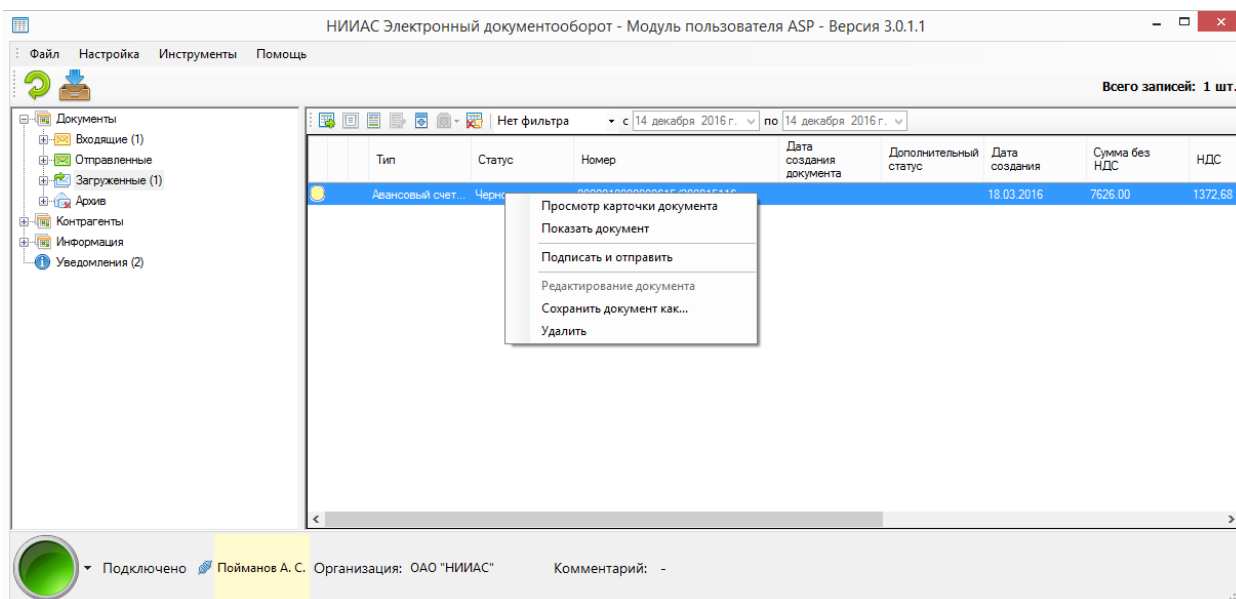 НИИАС Электронный документооборот - Модуль пользователя ASP - Версия 3.0.1.1
Файл Настройка Инструменты Помощь
Всего записей: 1 шт.
Документы
Входящие (1)
Отправленные
Загруженные (1)
Архив
Контрагенты
Информация
Уведомления (2)
Нет фильтра с 14 декабря 2016 г. по 14 декабря 2016 г.
Тип Статус Номер Дата создания документа Дополнительный статус Дата создания Сумма без НДС НДС
Авансовый счет... 18.03.2016 7626.00 1372,68
Просмотр карточки документа
Показать документ
Подписать и отправить
Редактирование документа
Сохранить документ как...
Удалить
Подключено Пойманов А. С. Организация: ОАО "НИИАС" Комментарий: -